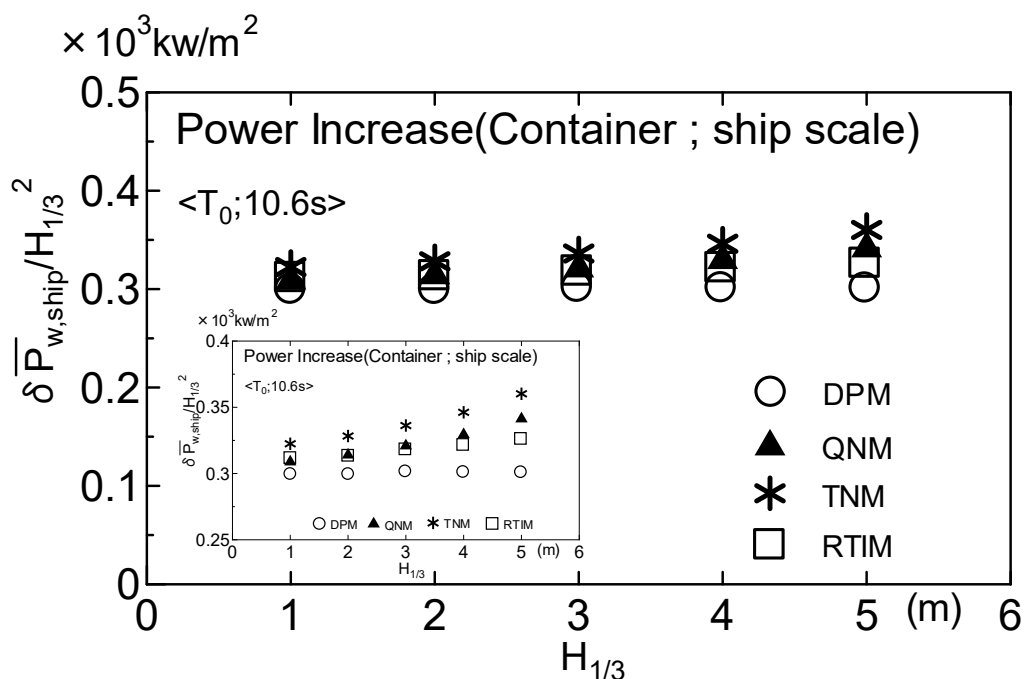 × 10³kw/m²
0.5
Power Increase(Container ; ship scale)
0.4
<T₀;10.6s>
0.3
δP̅w,ship/H₁/₃²
0.2
0.1
0
DPM
QNM
TNM
RTIM
0 1 2 3 4 5 (m) 6
H₁/₃
× 10³kw/m²
0.4
Power Increase(Container ; ship scale)
<T₀;10.6s>
0.35
δP̅w,ship/H₁/₃²
0.3
DPM QNM TNM RTIM
0.25
0 1 2 3 4 5 (m) 6
H₁/₃